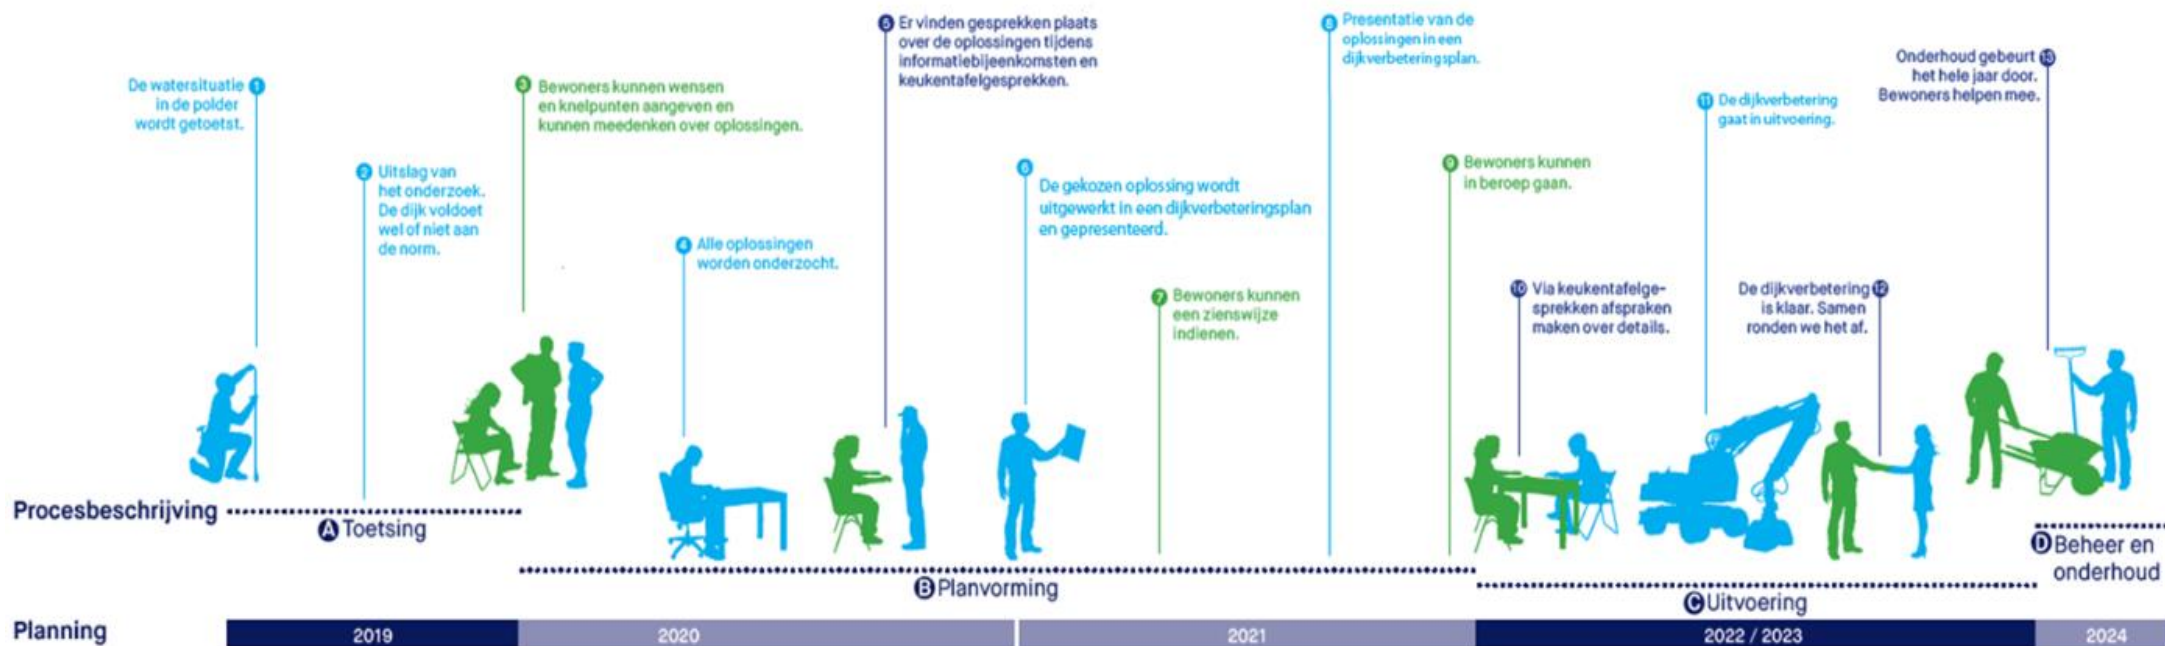 1
De watersituatie
in de polder
wordt getoetst.
2
Uitslag van
het onderzoek.
De dijk voldoet
wel of niet aan
de norm.
3
Bewoners kunnen wensen
en knelpunten aangeven en
kunnen meedenken over oplossingen.
4
Alle oplossingen
worden onderzocht.
5
Er vinden gesprekken plaats
over de oplossingen tijdens
informatiebijeenkomsten en
keukentafelgesprekken.
6
De gekozen oplossing wordt
uitgewerkt in een dijkverbeteringsplan
en gepresenteerd.
7
Bewoners kunnen
een zienswijze
indienen.
8
Presentatie van de
oplossingen in een
dijkverbeteringsplan.
9
Bewoners kunnen
in beroep gaan.
10
Via keukentafelge-
sprekken afspraken
maken over details.
11
De dijkverbetering
gaat in uitvoering.
12
De dijkverbetering
is klaar. Samen
ronden we het af.
13
Onderhoud gebeurt
het hele jaar door.
Bewoners helpen mee.
Procesbeschrijving
A Toetsing
B Planvorming
C Uitvoering
D Beheer en
onderhoud
Planning
2019
2020
2021
2022 / 2023
2024